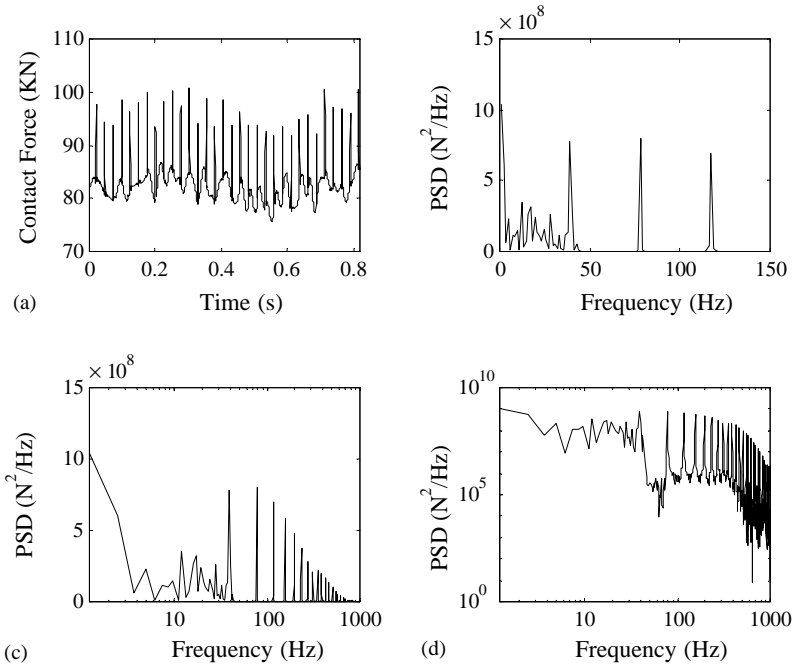 110
100
90
80
70
Contact Force (KN)
0 0.2 0.4 0.6 0.8
Time (s)
(a)
× 10^8
15
10
5
0
PSD (N^2/Hz)
0 50 100 150
Frequency (Hz)
(b)
× 10^8
15
10
5
0
PSD (N^2/Hz)
10 100 1000
Frequency (Hz)
(c)
10^10
10^5
10^0
PSD (N^2/Hz)
10 100 1000
Frequency (Hz)
(d)